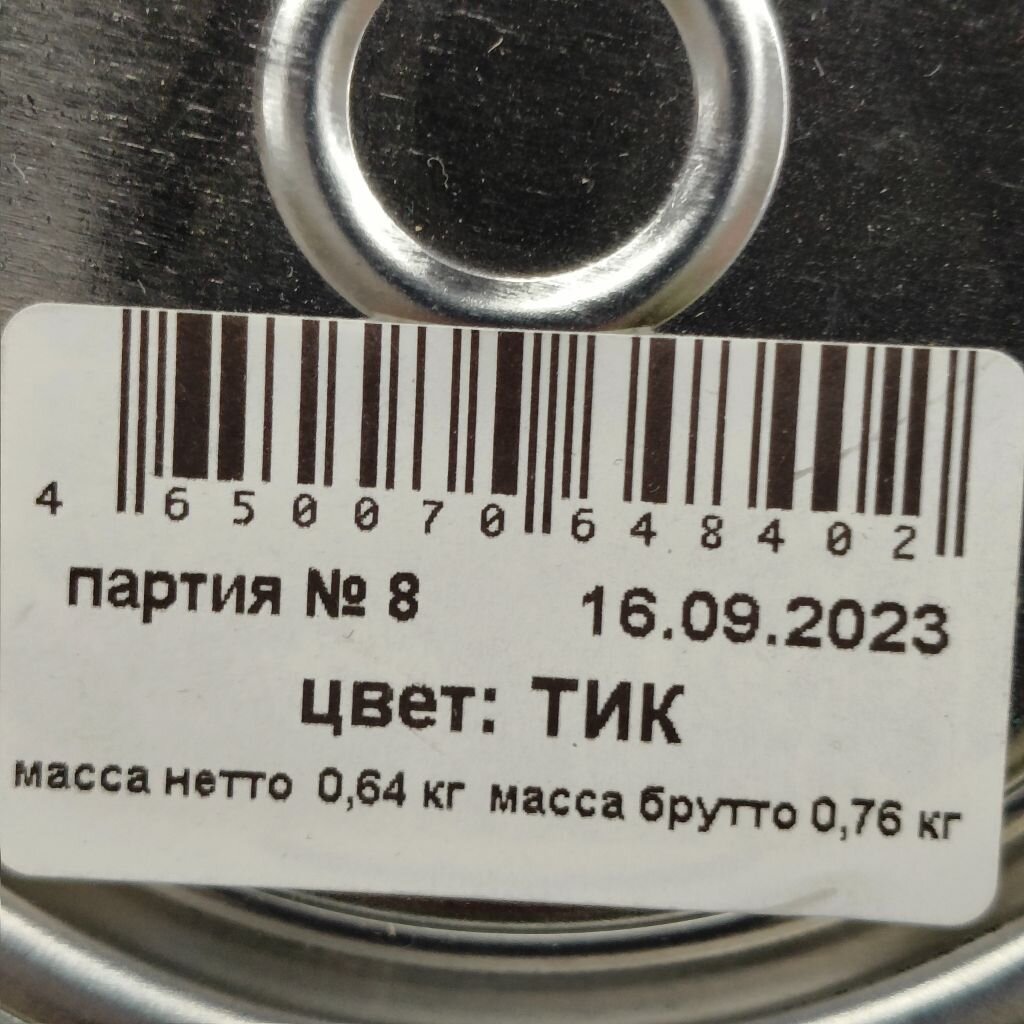 4 650070 648402
партия № 8 16.09.2023
цвет: ТИК
масса нетто 0,64 кг масса брутто 0,76 кг